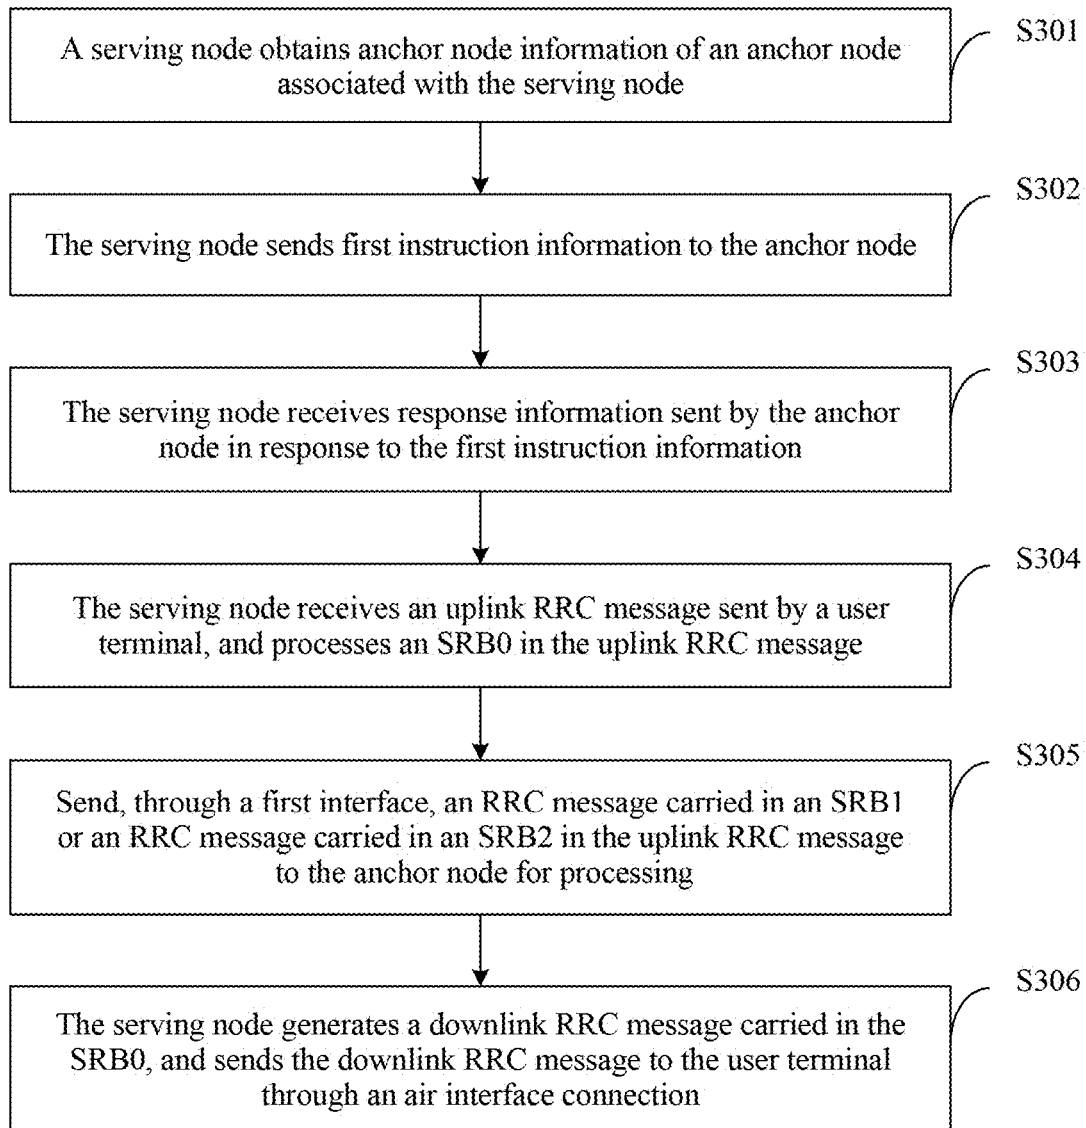 S301
A serving node obtains anchor node information of an anchor node
associated with the serving node
S302
The serving node sends first instruction information to the anchor node
S303
The serving node receives response information sent by the anchor
node in response to the first instruction information
S304
The serving node receives an uplink RRC message sent by a user
terminal, and processes an SRB0 in the uplink RRC message
S305
Send, through a first interface, an RRC message carried in an SRB1
or an RRC message carried in an SRB2 in the uplink RRC message
to the anchor node for processing
S306
The serving node generates a downlink RRC message carried in the
SRB0, and sends the downlink RRC message to the user terminal
through an air interface connection